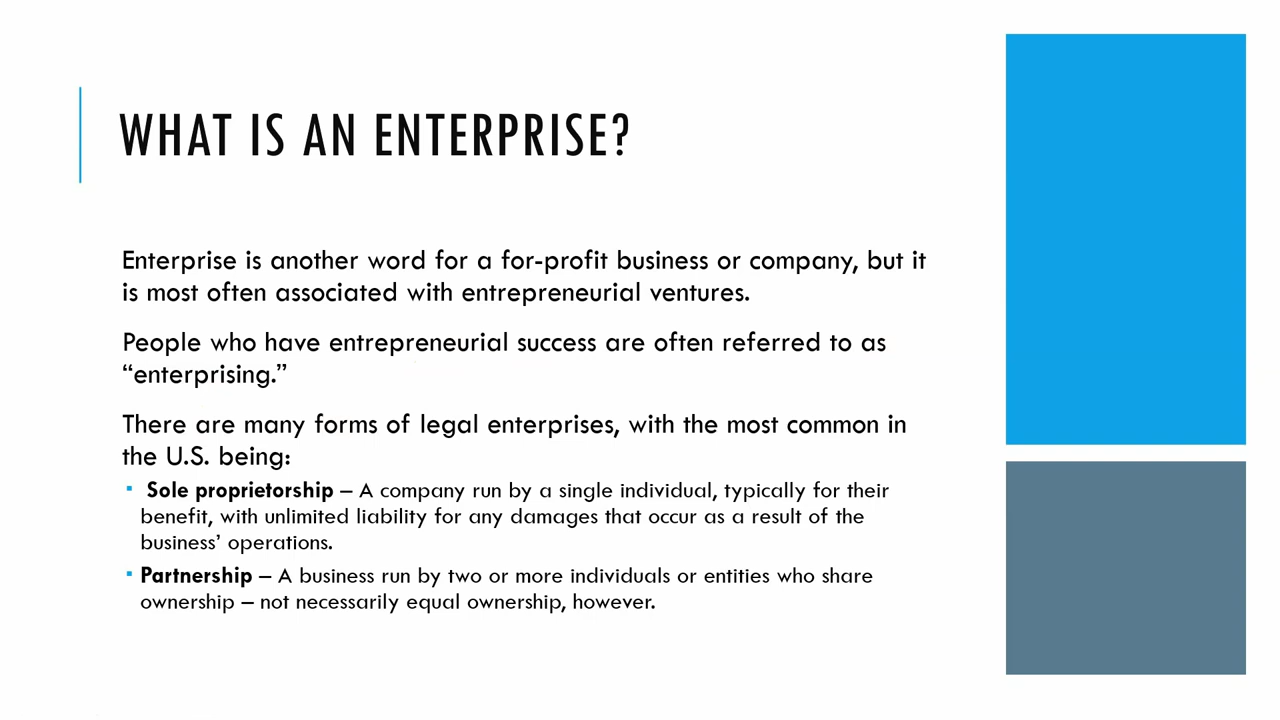 WHAT IS AN ENTERPRISE?
Enterprise is another word for a for-profit business or company, but it
is most often associated with entrepreneurial ventures.
People who have entrepreneurial success are often referred to as
“enterprising.”
There are many forms of legal enterprises, with the most common in
the U.S. being:
▪ Sole proprietorship – A company run by a single individual, typically for their
benefit, with unlimited liability for any damages that occur as a result of the
business’ operations.
▪ Partnership – A business run by two or more individuals or entities who share
ownership – not necessarily equal ownership, however.